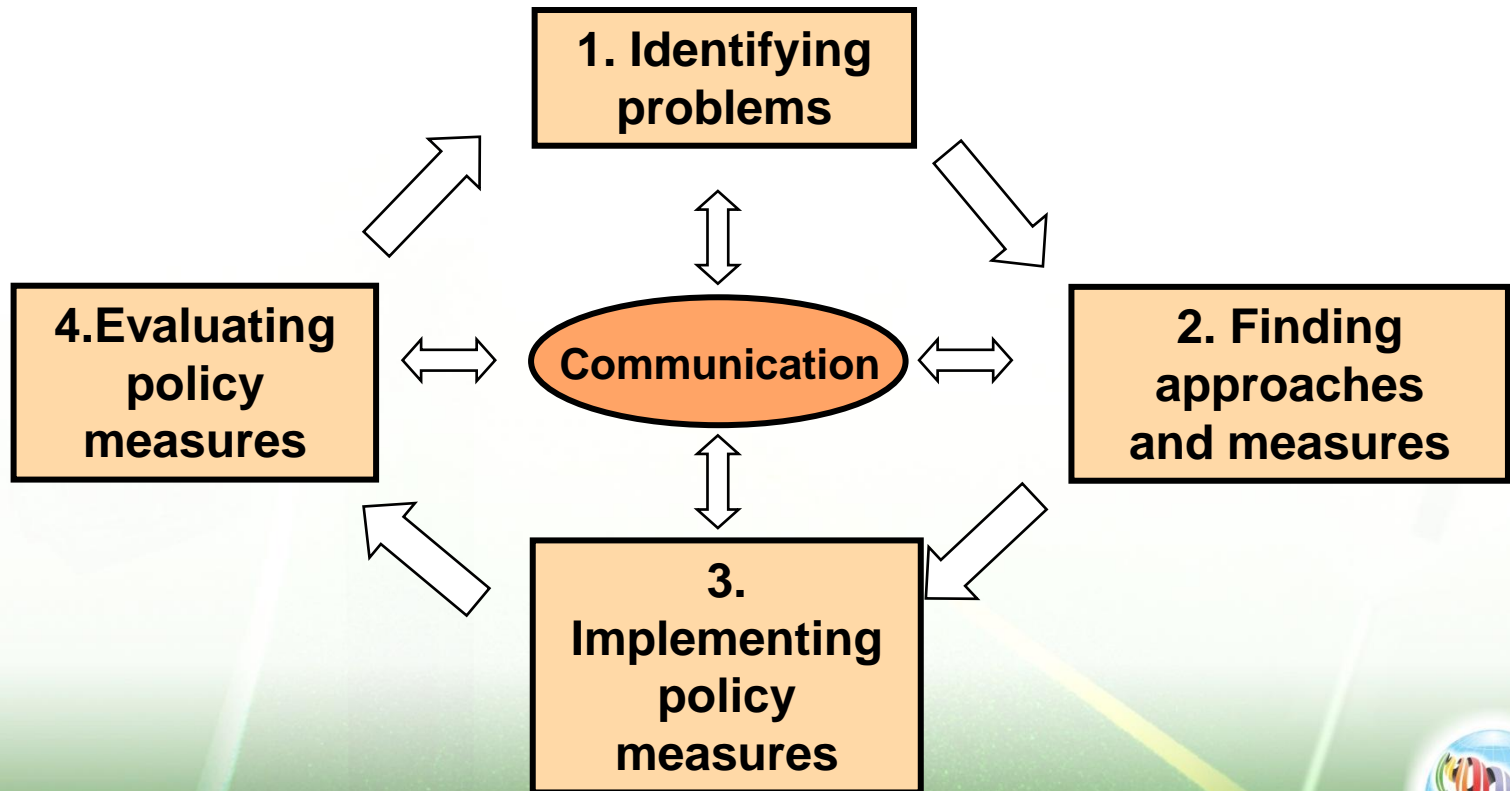 1. Identifying
problems
4.Evaluating
policy
measures
Communication
2. Finding
approaches
and measures
3.
Implementing
policy
measures